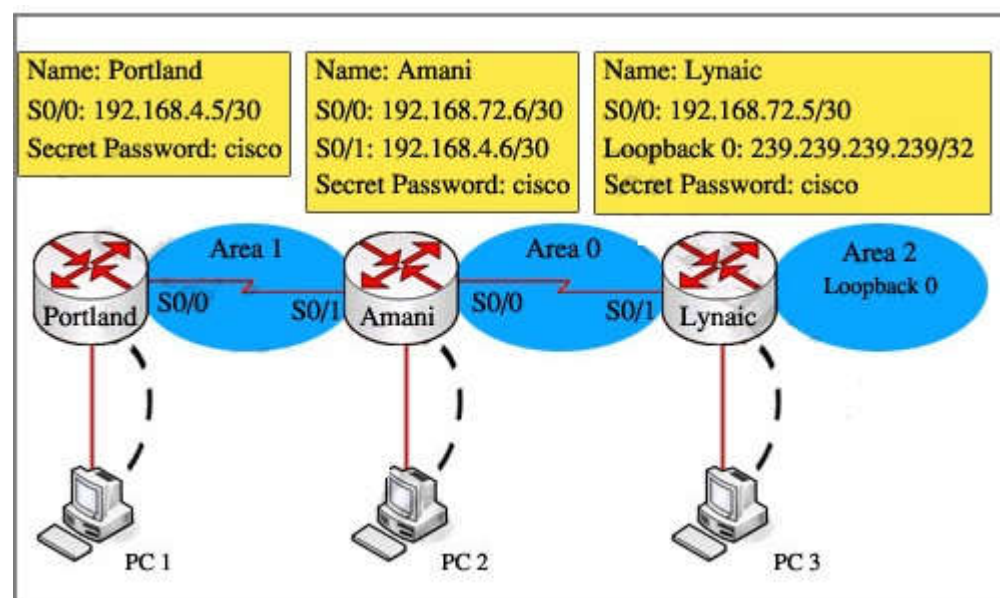 Name: Portland
S0/0: 192.168.4.5/30
Secret Password: cisco
Name: Amani
S0/0: 192.168.72.6/30
S0/1: 192.168.4.6/30
Secret Password: cisco
Name: Lynaic
S0/0: 192.168.72.5/30
Loopback 0: 239.239.239.239/32
Secret Password: cisco
Area 1
Area 0
Area 2
Loopback 0
Portland
S0/0
S0/1
Amani
S0/0
S0/1
Lynaic
PC 1
PC 2
PC 3